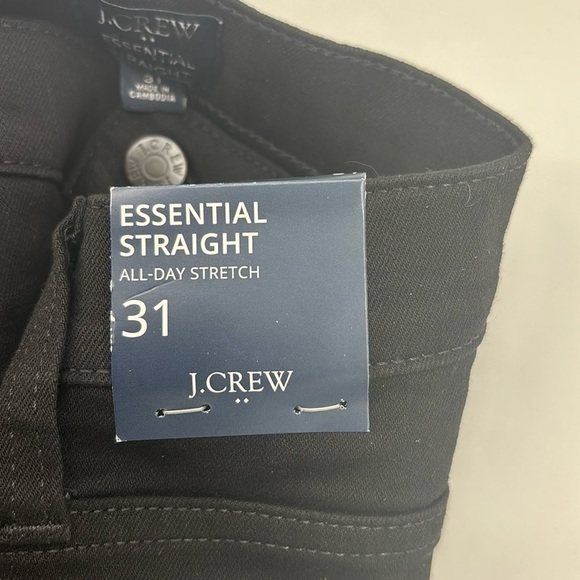 J.CREW
ESSENTIAL
STRAIGHT
31
MADE IN
CAMBODIA
J.CREW
ESSENTIAL
STRAIGHT
ALL-DAY STRETCH
31
J.CREW